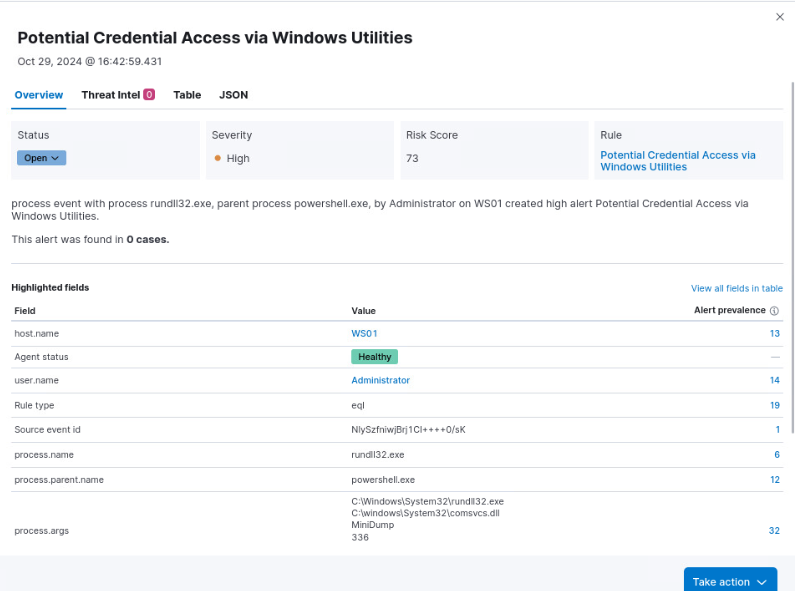 Potential Credential Access via Windows Utilities
Oct 29, 2024 @ 16:42:59.431
Overview Threat Intel 0 Table JSON
Status Severity Risk Score Rule
Open High 73 Potential Credential Access via
Windows Utilities
process event with process rundll32.exe, parent process powershell.exe, by Administrator on WS01 created high alert Potential Credential Access via
Windows Utilities.
This alert was found in 0 cases.
Highlighted fields View all fields in table
Field Value Alert prevalence
host.name WS01 13
Agent status Healthy —
user.name Administrator 14
Rule type eql 19
Source event id NlySzfniwjBrj1Cl++++0/sK 1
process.name rundll32.exe 6
process.parent.name powershell.exe 12
C:\Windows\System32\rundll32.exe
C:\windows\System32\comsvcs.dll
MiniDump
process.args 32
336
Take action